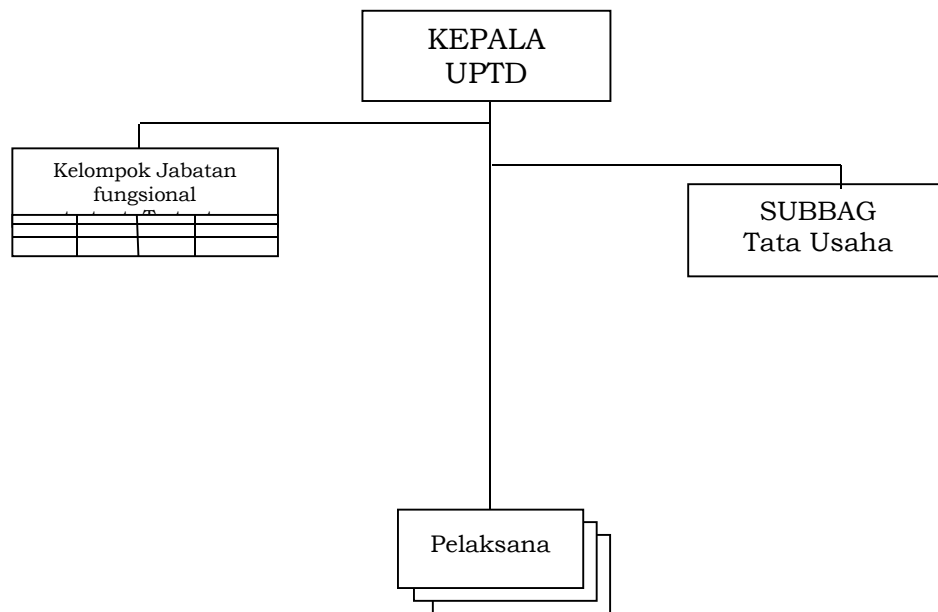 KEPALA
UPTD
Kelompok Jabatan
fungsional
SUBBAG
Tata Usaha
Pelaksana